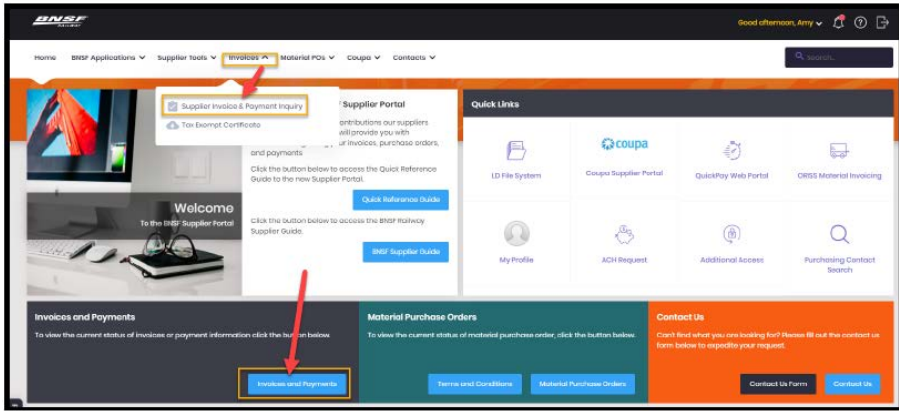 BNSF
RAILWAY
Good afternoon, Amy
Home BNSF Applications Supplier Tools Invoices Material POs Coupa Contacts
Search..
Supplier Invoice & Payment Inquiry
Tax Exempt Certificate
Supplier Portal
contributions our suppliers
will provide you with
your invoices, purchase orders,
and payments
Click the button below to access the Quick Reference
Guide to the new Supplier Portal.
Quick Reference Guide
Click the button below to access the BNSF Railway
Supplier Guide.
BNSF Supplier Guide
Welcome
To the BNSF Supplier Portal
Quick Links
LD File System
coupa
Coupa Supplier Portal
QuickPay Web Portal
ORISS Material Invoicing
My Profile
ACH Request
Additional Access
Purchasing Contact
Search
Invoices and Payments
To view the current status of invoices or payment information click the button below.
Invoices and Payments
Material Purchase Orders
To view the current status of material purchase order, click the button below.
Terms and Conditions
Material Purchase Orders
Contact Us
Can't find what you are looking for? Please fill out the contact us
form below to expedite your request.
Contact Us Form
Contact Us